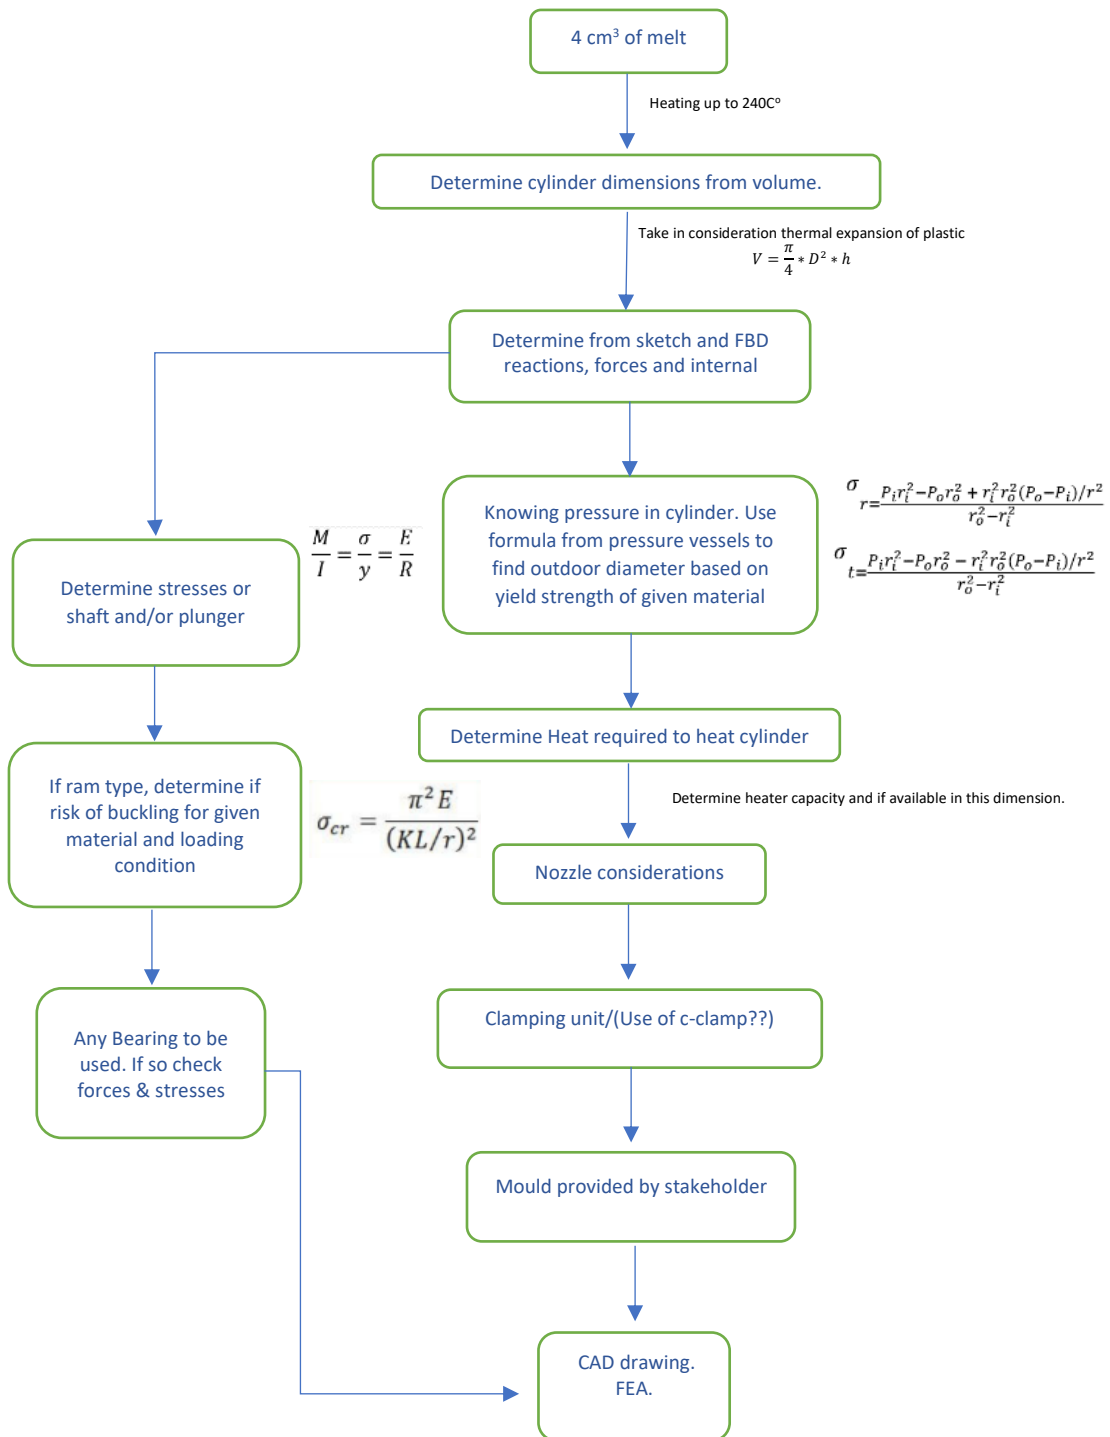 4 cm³ of melt
Heating up to 240Cº
Determine cylinder dimensions from volume.
Take in consideration thermal expansion of plastic
V = π/4 * D² * h
Determine from sketch and FBD
reactions, forces and internal
Knowing pressure in cylinder. Use
formula from pressure vessels to
find outdoor diameter based on
yield strength of given material
σ r= (Pᵢrᵢ²−Pₒrₒ² + rᵢ²rₒ²(Pₒ−Pᵢ)/r²) / (rₒ²−rᵢ²)
σ t= (Pᵢrᵢ²−Pₒrₒ² − rᵢ²rₒ²(Pₒ−Pᵢ)/r²) / (rₒ²−rᵢ²)
M/I = σ/y = E/R
Determine stresses or
shaft and/or plunger
Determine Heat required to heat cylinder
Determine heater capacity and if available in this dimension.
If ram type, determine if
risk of buckling for given
material and loading
condition
σcr = π² E / (KL/r)²
Nozzle considerations
Any Bearing to be
used. If so check
forces & stresses
Clamping unit/(Use of c-clamp??)
Mould provided by stakeholder
CAD drawing.
FEA.